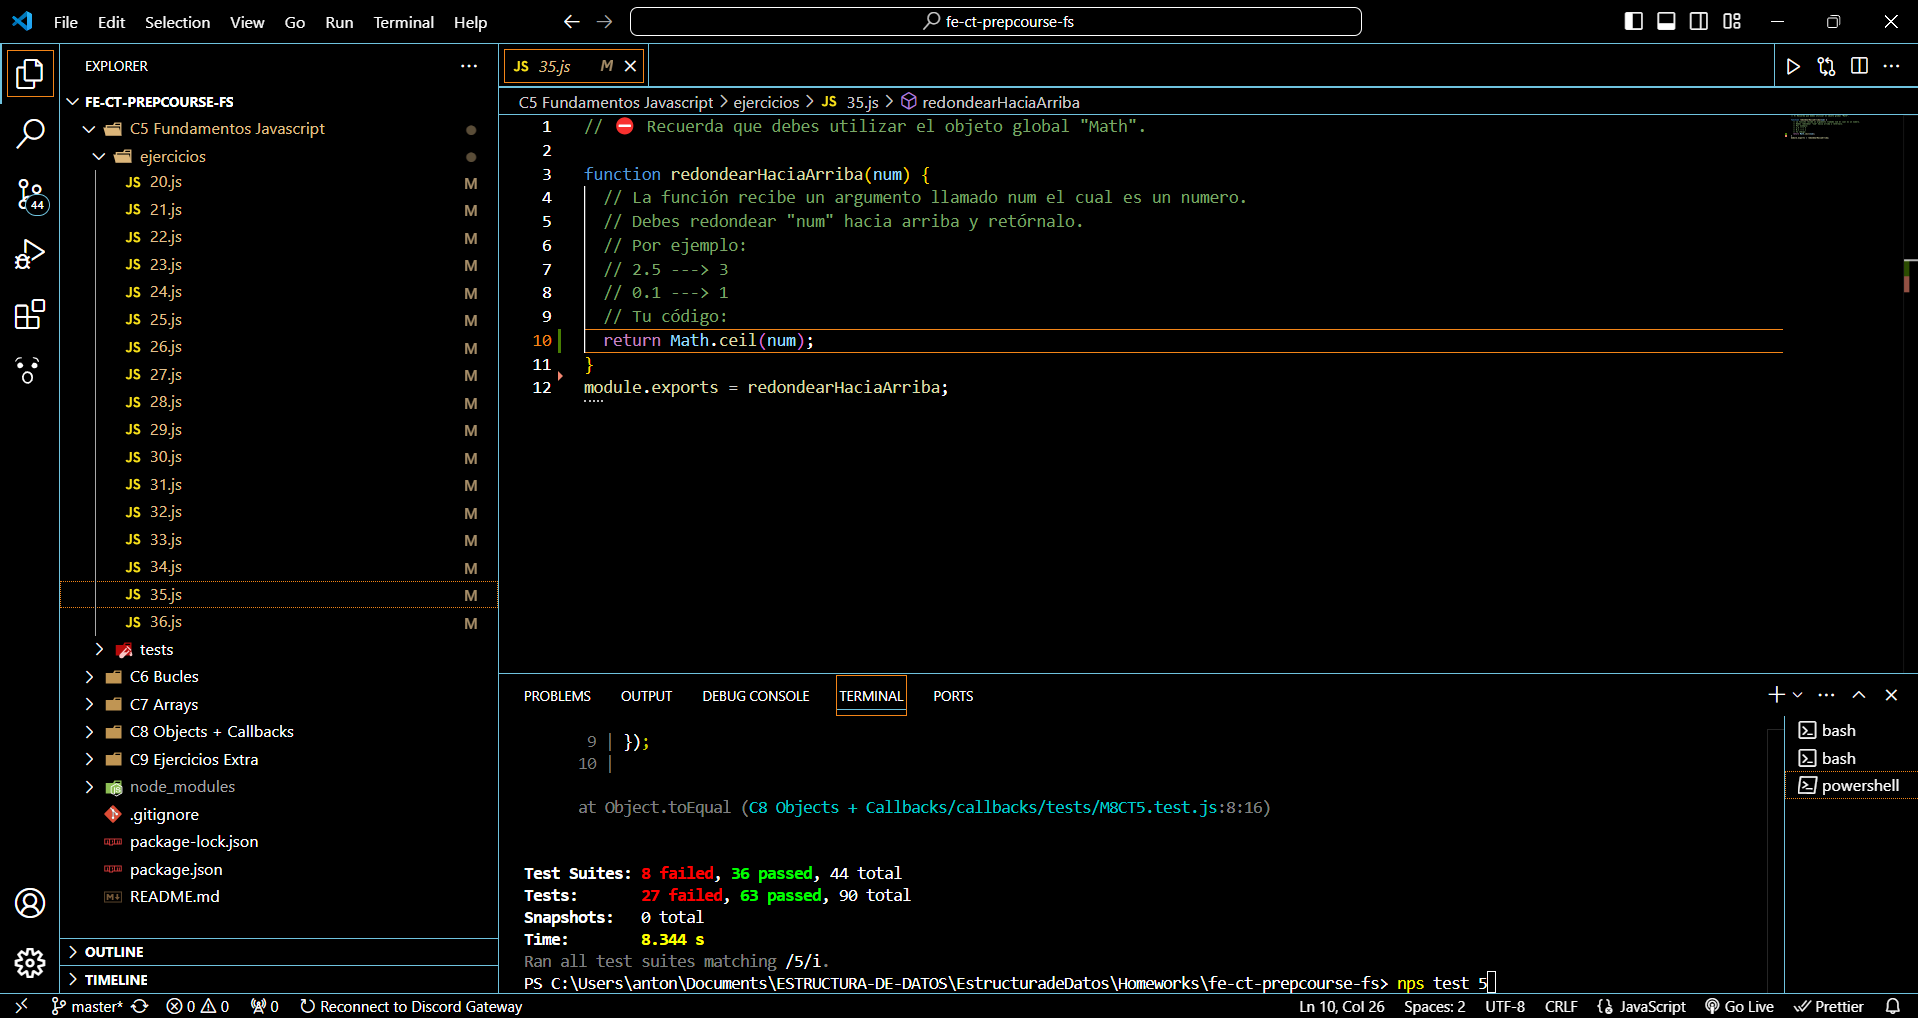 File Edit Selection View Go Run Terminal Help
fe-ct-prepcourse-fs
EXPLORER
FE-CT-PREPCOURSE-FS
C5 Fundamentos Javascript
ejercicios
JS 20.js M
JS 21.js M
JS 22.js M
JS 23.js M
JS 24.js M
JS 25.js M
JS 26.js M
JS 27.js M
JS 28.js M
JS 29.js M
JS 30.js M
JS 31.js M
JS 32.js M
JS 33.js M
JS 34.js M
JS 35.js M
JS 36.js M
tests
C6 Bucles
C7 Arrays
C8 Objects + Callbacks
C9 Ejercicios Extra
node_modules
.gitignore
package-lock.json
package.json
README.md
OUTLINE
TIMELINE
44
JS 35.js M
C5 Fundamentos Javascript > ejercicios > JS 35.js > redondearHaciaArriba
1 // ⛔ Recuerda que debes utilizar el objeto global "Math".
2
3 function redondearHaciaArriba(num) {
4 // La función recibe un argumento llamado num el cual es un numero.
5 // Debes redondear "num" hacia arriba y retórnalo.
6 // Por ejemplo:
7 // 2.5 ---> 3
8 // 0.1 ---> 1
9 // Tu código:
10 return Math.ceil(num);
11 }
12 module.exports = redondearHaciaArriba;
PROBLEMS OUTPUT DEBUG CONSOLE TERMINAL PORTS
9 | });
10 |
at Object.toEqual (C8 Objects + Callbacks/callbacks/tests/M8CT5.test.js:8:16)
Test Suites: 8 failed, 36 passed, 44 total
Tests: 27 failed, 63 passed, 90 total
Snapshots: 0 total
Time: 8.344 s
Ran all test suites matching /5/i.
PS C:\Users\anton\Documents\ESTRUCTURA-DE-DATOS\EstructuradeDatos\Homeworks\fe-ct-prepcourse-fs> nps test 5
bash
bash
powershell
master* 0 0 0 Reconnect to Discord Gateway Ln 10, Col 26 Spaces: 2 UTF-8 CRLF {} JavaScript Go Live Prettier